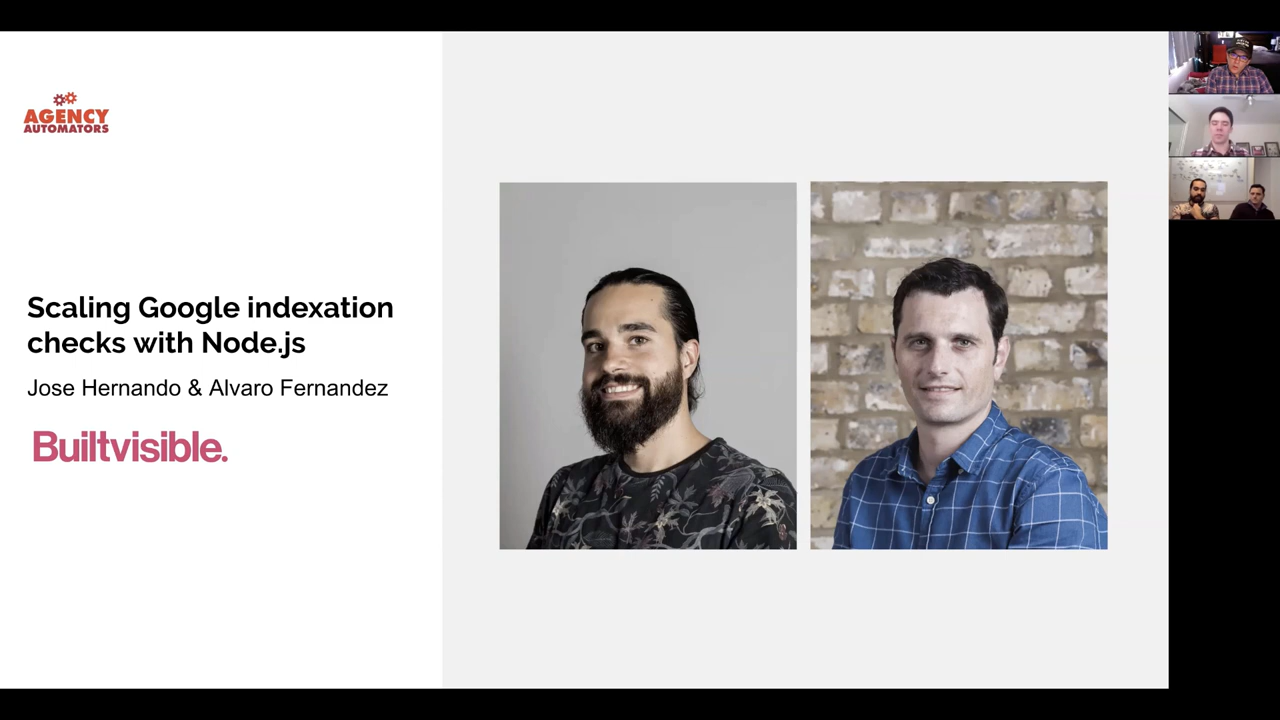 AGENCY
AUTOMATORS
Scaling Google indexation
checks with Node.js
Jose Hernando & Alvaro Fernandez
Builtvisible.